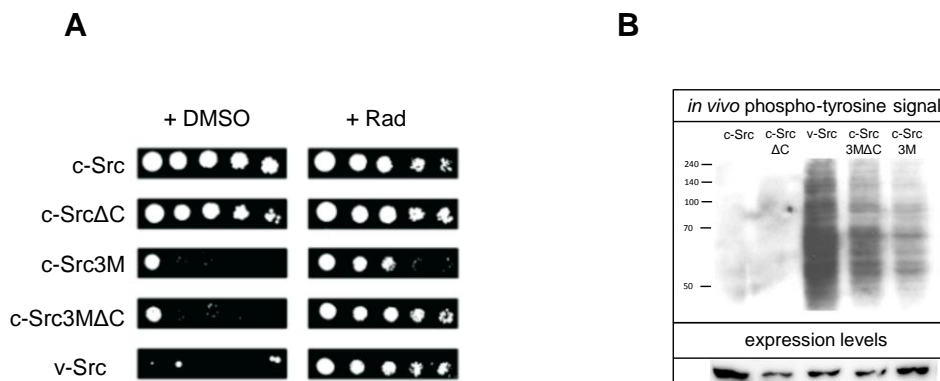 A
B
+ DMSO
+ Rad
c-Src
c-SrcΔC
c-Src3M
c-Src3MΔC
v-Src
in vivo phospho-tyrosine signal
c-Src
c-Src
ΔC
v-Src
c-Src
3MΔC
c-Src
3M
240
140
100
70
50
expression levels